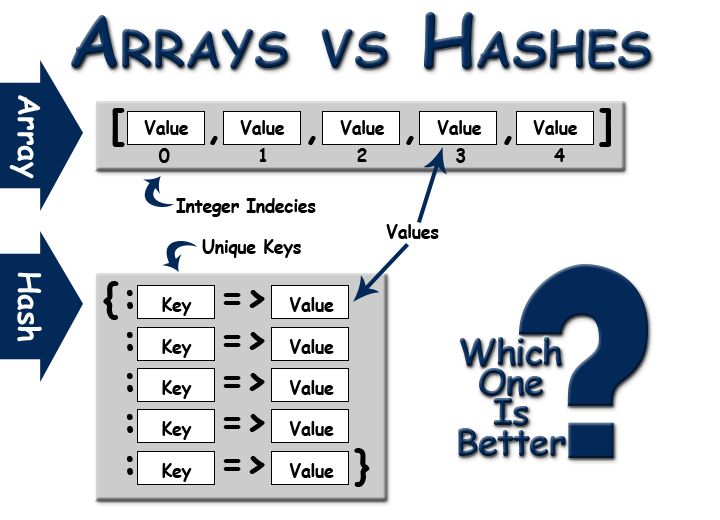 Arrays vs Hashes
Array
[ Value , Value , Value , Value , Value ]
0 1 2 3 4
Integer Indecies
Values
Unique Keys
Hash
{ : Key => Value
: Key => Value
: Key => Value
: Key => Value
: Key => Value }
Which
One
Is
Better
?